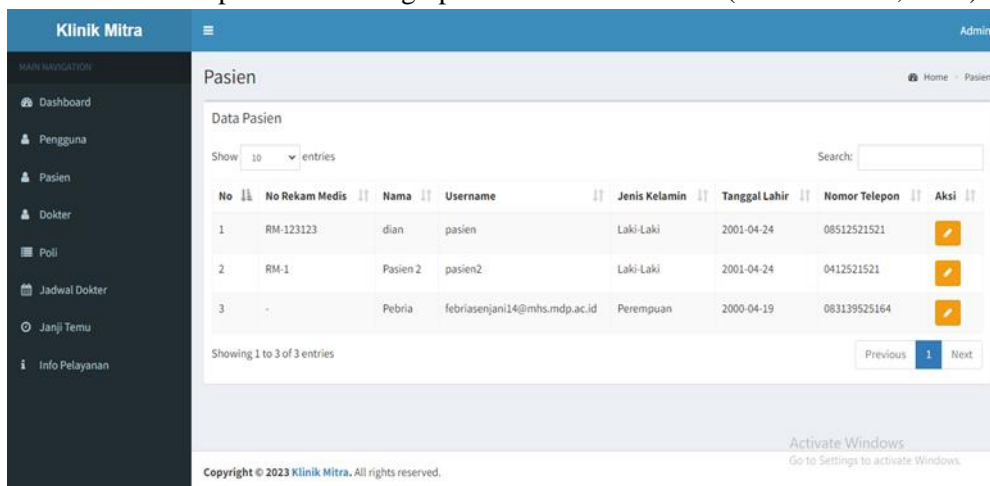 Klinik Mitra
Admin
MAIN NAVIGATION
Dashboard
Pengguna
Pasien
Dokter
Poli
Jadwal Dokter
Janji Temu
Info Pelayanan
Pasien
Home Pasien
Data Pasien
Show 10 entries
Search:
No No Rekam Medis Nama Username Jenis Kelamin Tanggal Lahir Nomor Telepon Aksi
1 RM-123123 dian pasien Laki-Laki 2001-04-24 08512521521
2 RM-1 Pasien 2 pasien2 Laki-Laki 2001-04-24 0412521521
3 - Pebria febriasenjani14@mhs.mdp.ac.id Perempuan 2000-04-19 083139525164
Showing 1 to 3 of 3 entries
Previous 1 Next
Activate Windows
Go to Settings to activate Windows.
Copyright © 2023 Klinik Mitra. All rights reserved.